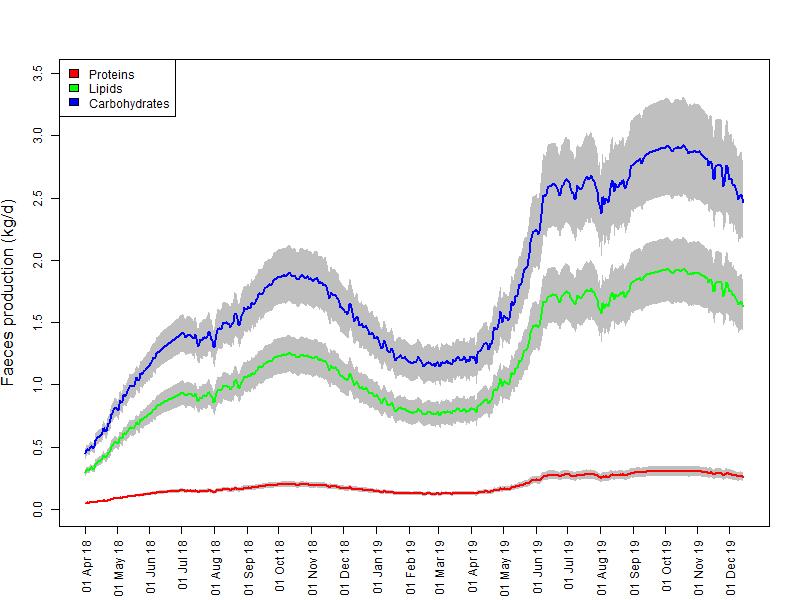 Proteins
Lipids
Carbohydrates
Faeces production (kg/d)
3.5
3.0
2.5
2.0
1.5
1.0
0.5
0.0
01 Apr 18
01 May 18
01 Jun 18
01 Jul 18
01 Aug 18
01 Sep 18
01 Oct 18
01 Nov 18
01 Dec 18
01 Jan 19
01 Feb 19
01 Mar 19
01 Apr 19
01 May 19
01 Jun 19
01 Jul 19
01 Aug 19
01 Sep 19
01 Oct 19
01 Nov 19
01 Dec 19